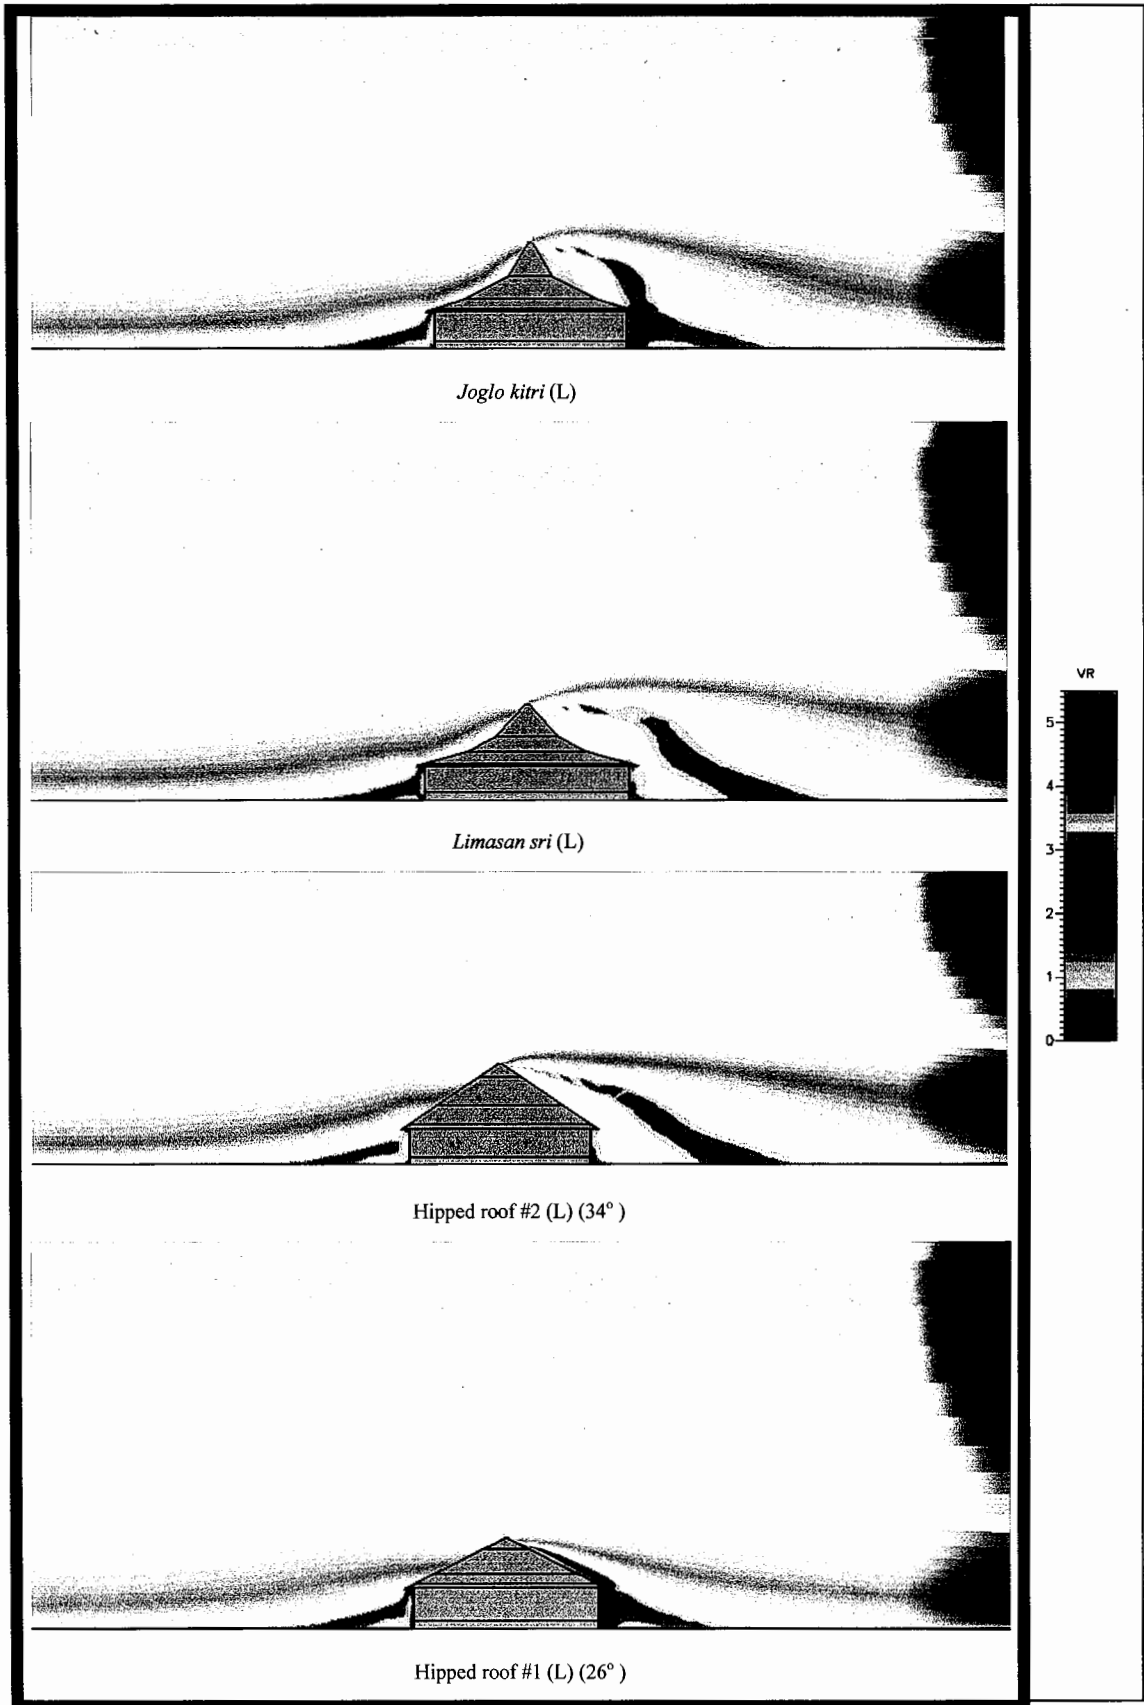 Joglo kitri (L)
Limasan sri (L)
VR
5
4
3
2
1
0
Hipped roof #2 (L) (34° )
Hipped roof #1 (L) (26° )